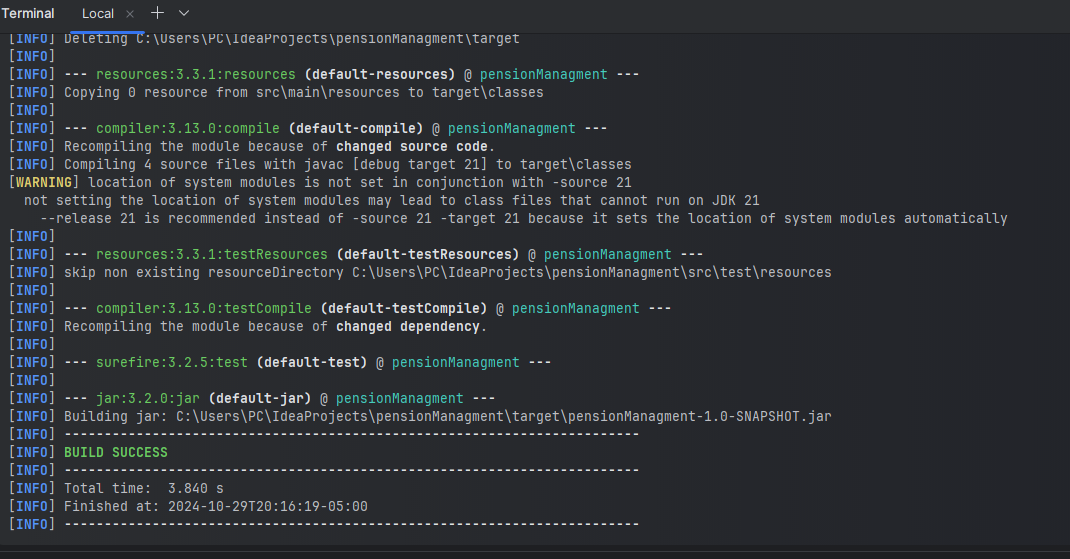 Terminal Local × +
[INFO] Deleting C:\Users\PC\IdeaProjects\pensionManagment\target
[INFO]
[INFO] --- resources:3.3.1:resources (default-resources) @ pensionManagment ---
[INFO] Copying 0 resource from src\main\resources to target\classes
[INFO]
[INFO] --- compiler:3.13.0:compile (default-compile) @ pensionManagment ---
[INFO] Recompiling the module because of changed source code.
[INFO] Compiling 4 source files with javac [debug target 21] to target\classes
[WARNING] location of system modules is not set in conjunction with -source 21
not setting the location of system modules may lead to class files that cannot run on JDK 21
--release 21 is recommended instead of -source 21 -target 21 because it sets the location of system modules automatically
[INFO]
[INFO] --- resources:3.3.1:testResources (default-testResources) @ pensionManagment ---
[INFO] skip non existing resourceDirectory C:\Users\PC\IdeaProjects\pensionManagment\src\test\resources
[INFO]
[INFO] --- compiler:3.13.0:testCompile (default-testCompile) @ pensionManagment ---
[INFO] Recompiling the module because of changed dependency.
[INFO]
[INFO] --- surefire:3.2.5:test (default-test) @ pensionManagment ---
[INFO]
[INFO] --- jar:3.2.0:jar (default-jar) @ pensionManagment ---
[INFO] Building jar: C:\Users\PC\IdeaProjects\pensionManagment\target\pensionManagment-1.0-SNAPSHOT.jar
[INFO] ------------------------------------------------------------------------
[INFO] BUILD SUCCESS
[INFO] ------------------------------------------------------------------------
[INFO] Total time:  3.840 s
[INFO] Finished at: 2024-10-29T20:16:19-05:00
[INFO] ------------------------------------------------------------------------